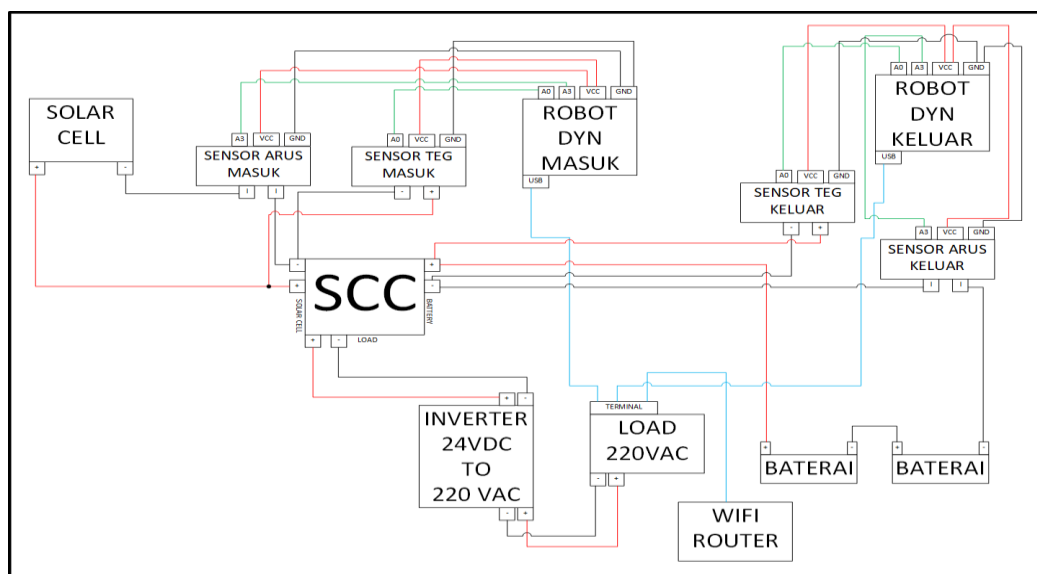 SOLAR
CELL
+
-
A3
VCC
GND
SENSOR ARUS
MASUK
I
I
A0
VCC
GND
SENSOR TEG
MASUK
-
+
A0
A3
VCC
GND
ROBOT
DYN
MASUK
USB
A0
A3
VCC
GND
ROBOT
DYN
KELUAR
USB
A0
VCC
GND
SENSOR TEG
KELUAR
-
+
A3
VCC
GND
SENSOR ARUS
KELUAR
I
I
-
+
SOLAR CELL
SCC
+
-
BATTERY
+
-
LOAD
+
-
INVERTER
24VDC
TO
220 VAC
-
+
TERMINAL
LOAD
220VAC
-
+
WIFI
ROUTER
+
-
BATERAI
+
-
BATERAI